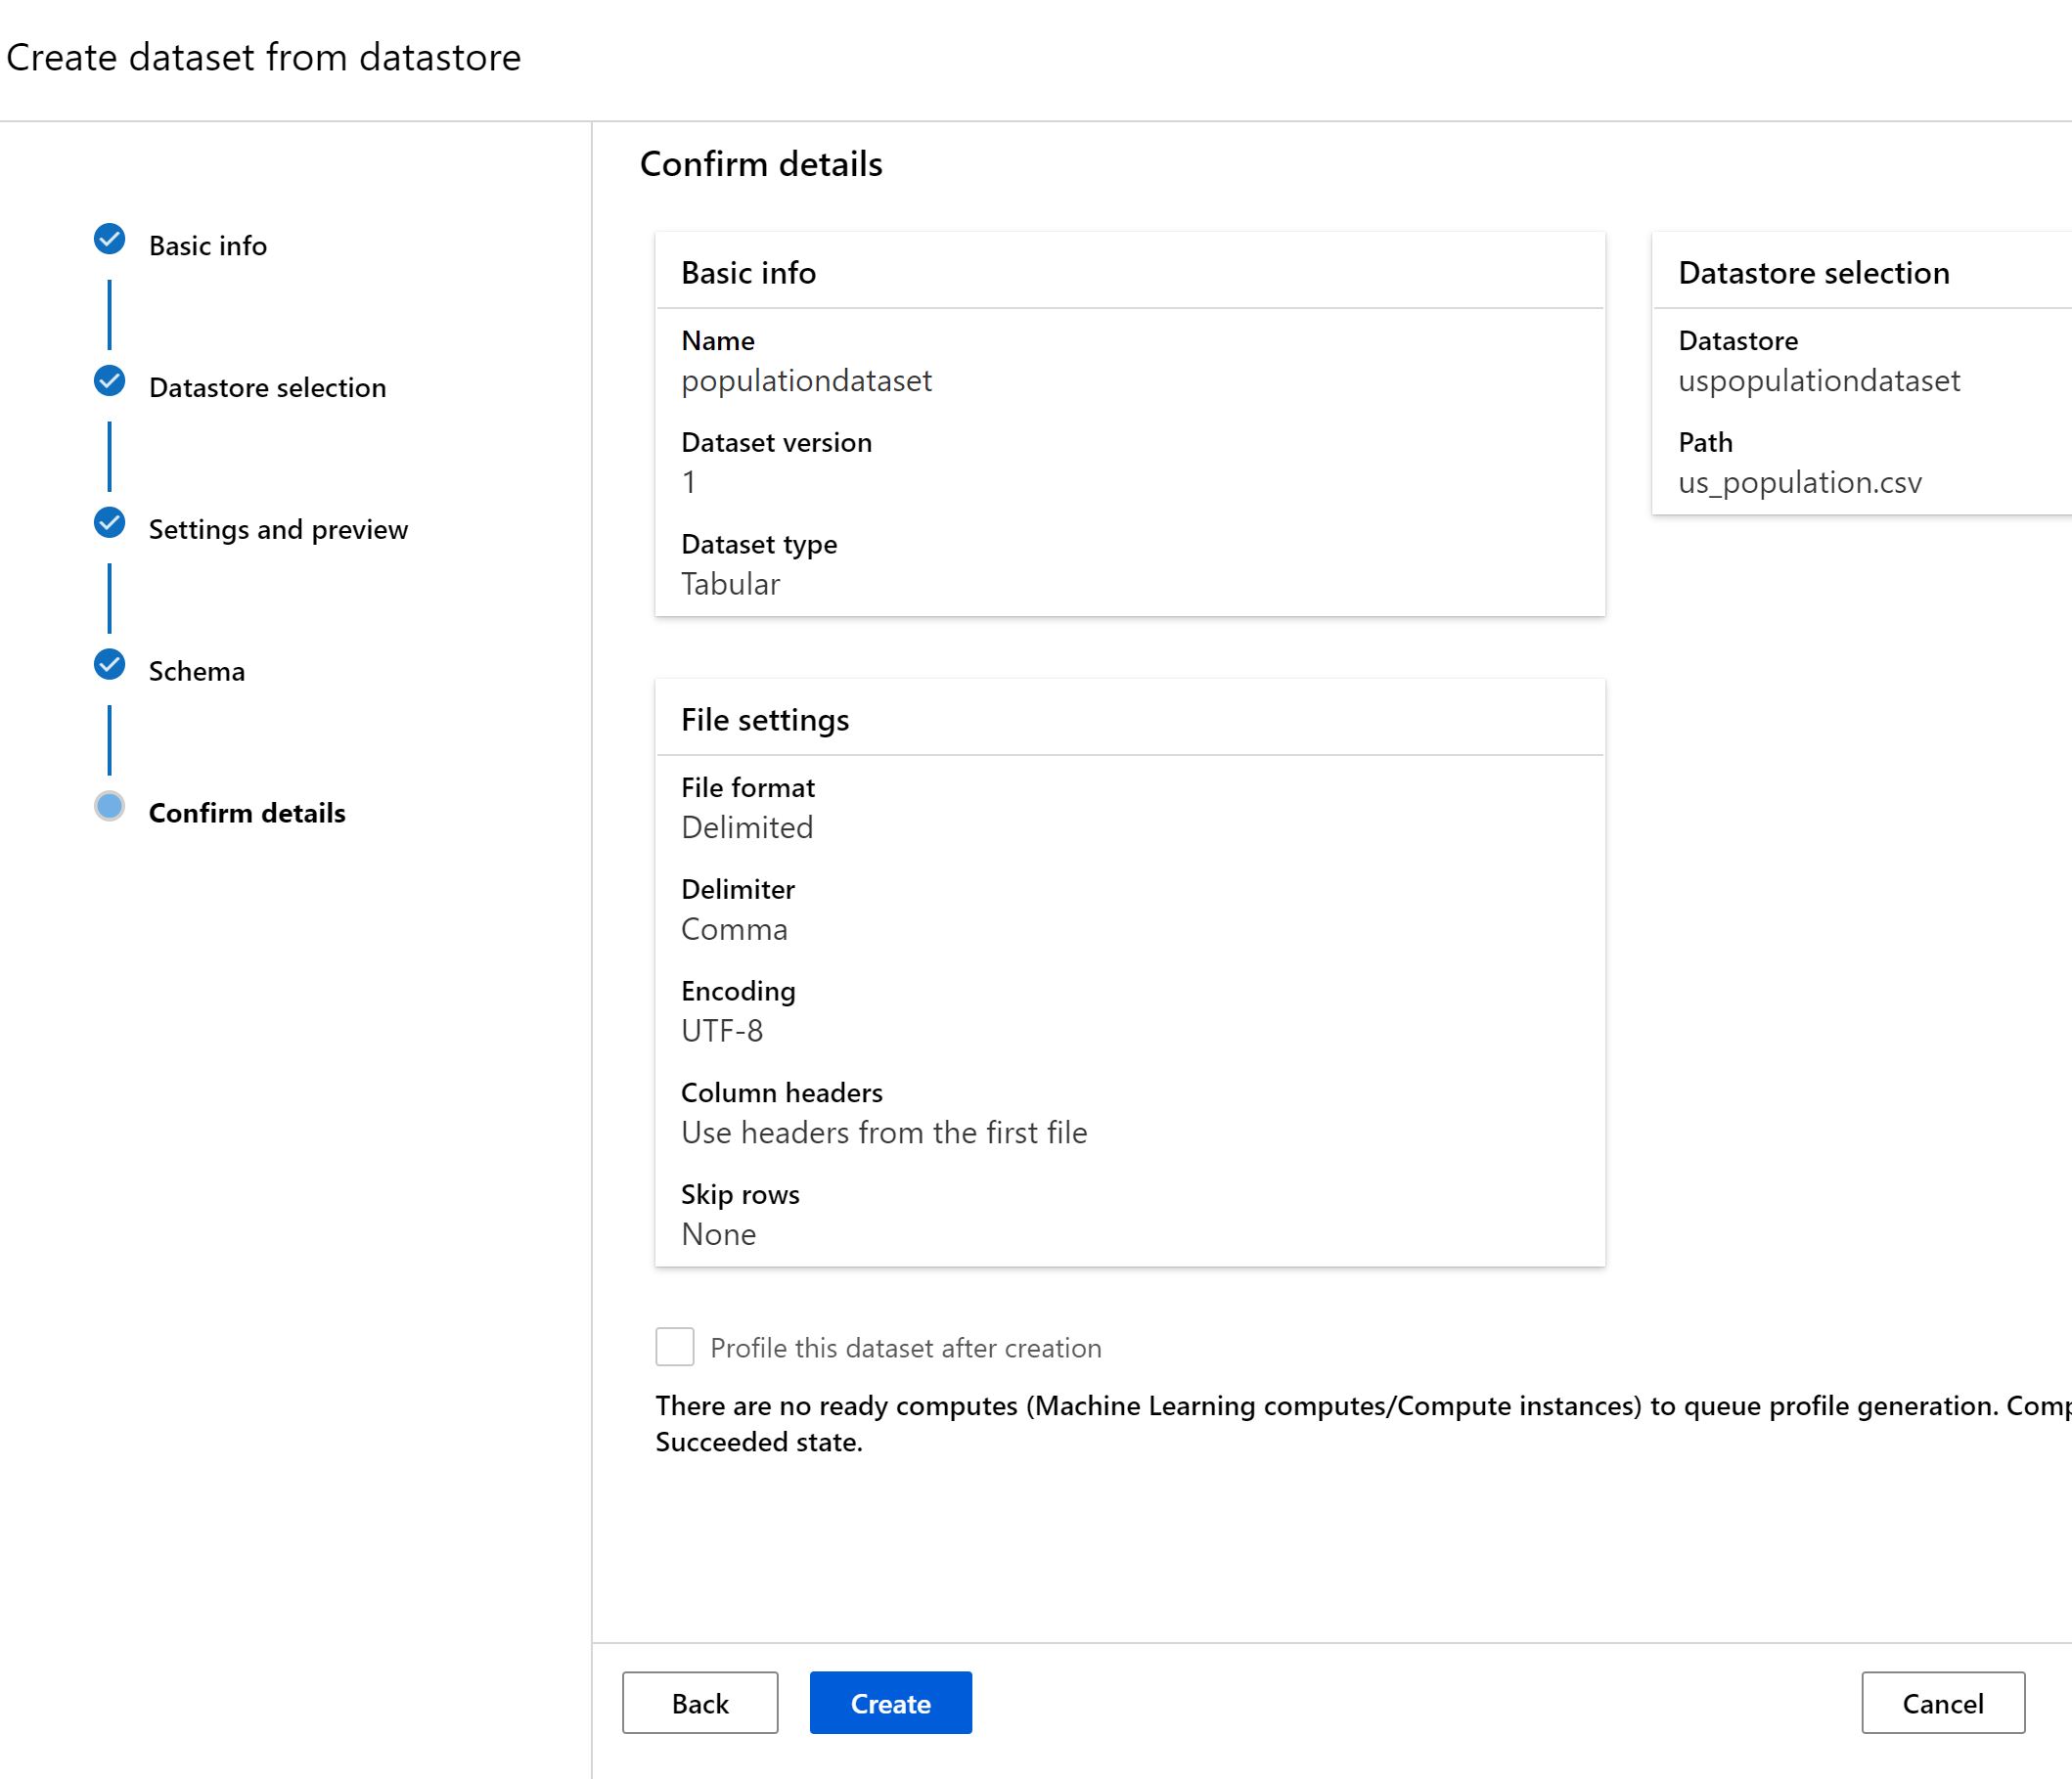 Create dataset from datastore
Basic info
Datastore selection
Settings and preview
Schema
Confirm details
Confirm details
Basic info
Name
populationdataset
Dataset version
1
Dataset type
Tabular
Datastore selection
Datastore
uspopulationdataset
Path
us_population.csv
File settings
File format
Delimited
Delimiter
Comma
Encoding
UTF-8
Column headers
Use headers from the first file
Skip rows
None
Profile this dataset after creation
There are no ready computes (Machine Learning computes/Compute instances) to queue profile generation.
Succeeded state.
Back
Create
Cancel